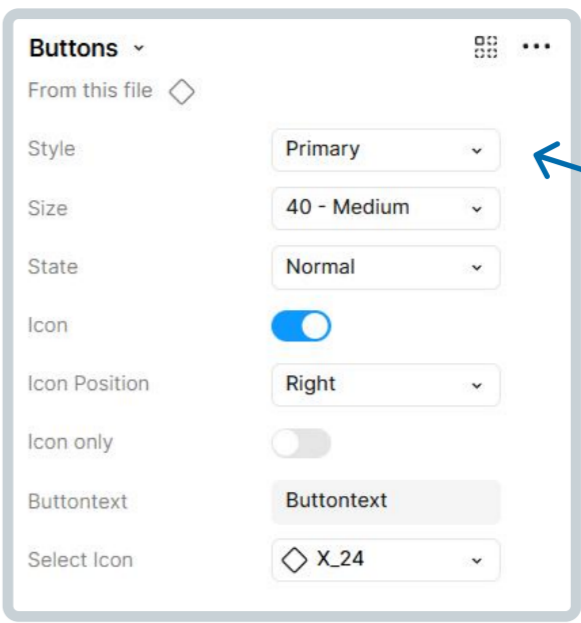 Buttons
From this file
Style Primary
Size 40 - Medium
State Normal
Icon
Icon Position Right
Icon only
Buttontext Buttontext
Select Icon X_24